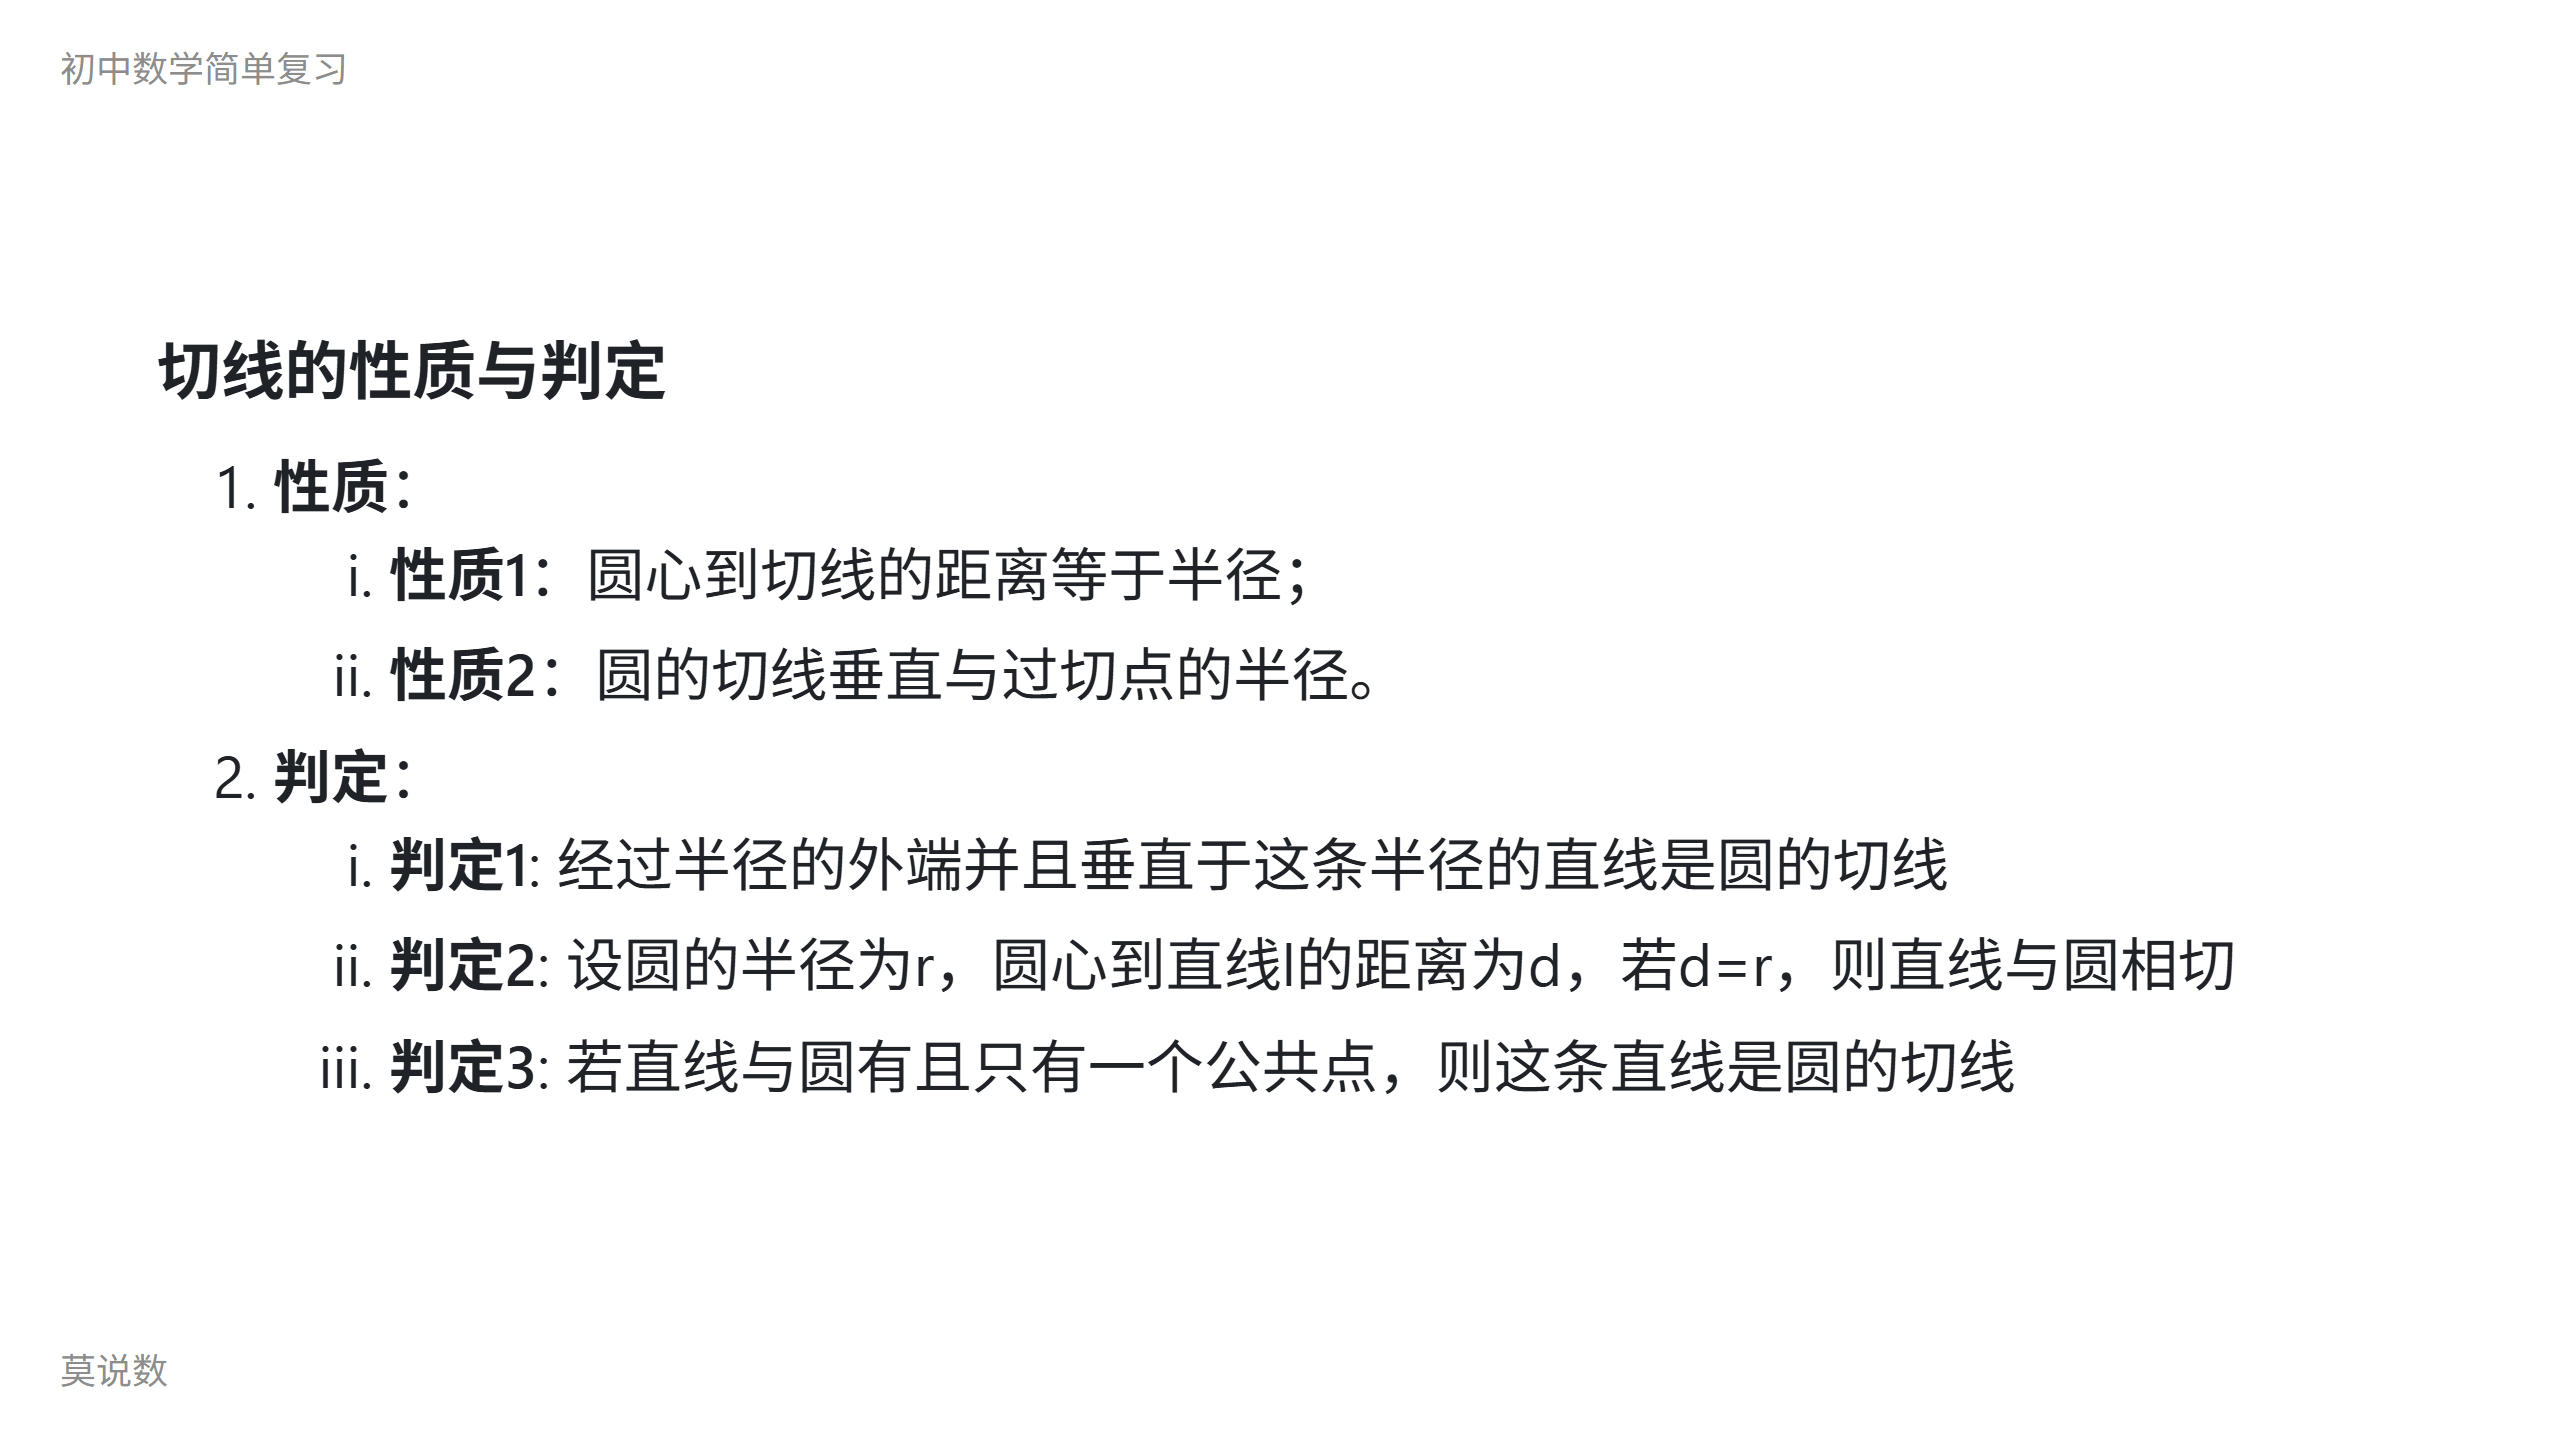 初中数学简单复习
切线的性质与判定
1. 性质：
i. 性质1：圆心到切线的距离等于半径；
ii. 性质2：圆的切线垂直与过切点的半径。
2. 判定：
i. 判定1: 经过半径的外端并且垂直于这条半径的直线是圆的切线
ii. 判定2: 设圆的半径为r，圆心到直线l的距离为d，若d=r，则直线与圆相切
iii. 判定3: 若直线与圆有且只有一个公共点，则这条直线是圆的切线
莫说数